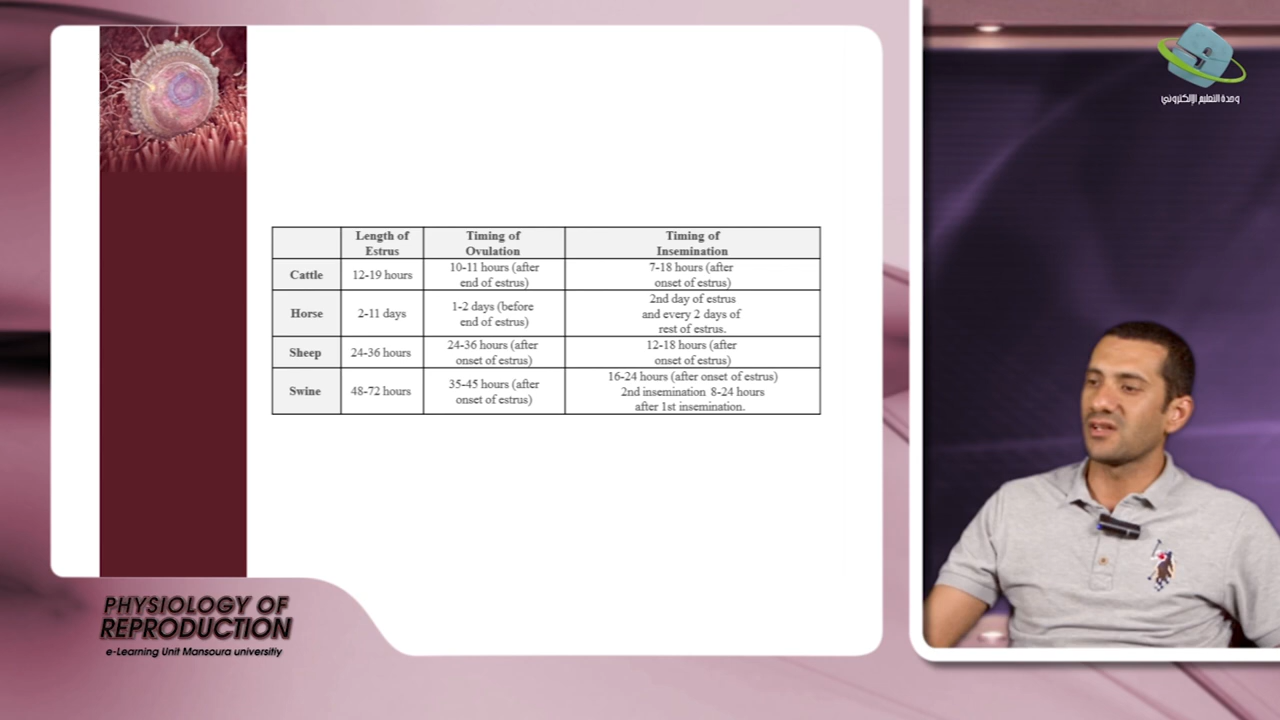 وحدة التعليم الإلكتروني
Length of
Estrus
Timing of
Ovulation
Timing of
Insemination
Cattle
12-19 hours
10-11 hours (after
end of estrus)
7-18 hours (after
onset of estrus)
Horse
2-11 days
1-2 days (before
end of estrus)
2nd day of estrus
and every 2 days of
rest of estrus.
Sheep
24-36 hours
24-36 hours (after
onset of estrus)
12-18 hours (after
onset of estrus)
Swine
48-72 hours
35-45 hours (after
onset of estrus)
16-24 hours (after onset of estrus)
2nd insemination 8-24 hours
after 1st insemination.
PHYSIOLOGY OF
REPRODUCTION
e-Learning Unit Mansoura universitiy